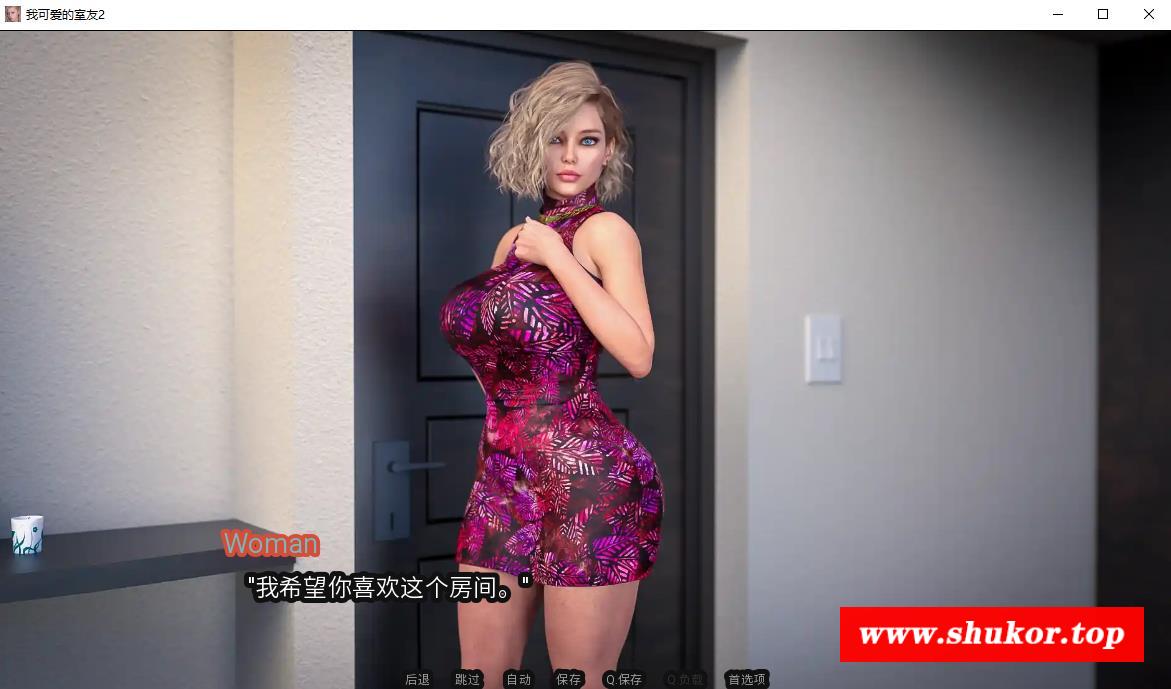 我可爱的室友2
Woman
"我希望你喜欢这个房间。"
www.shukor.top
后退 跳过 自动 保存 Q.保存 Q.负载 首选项